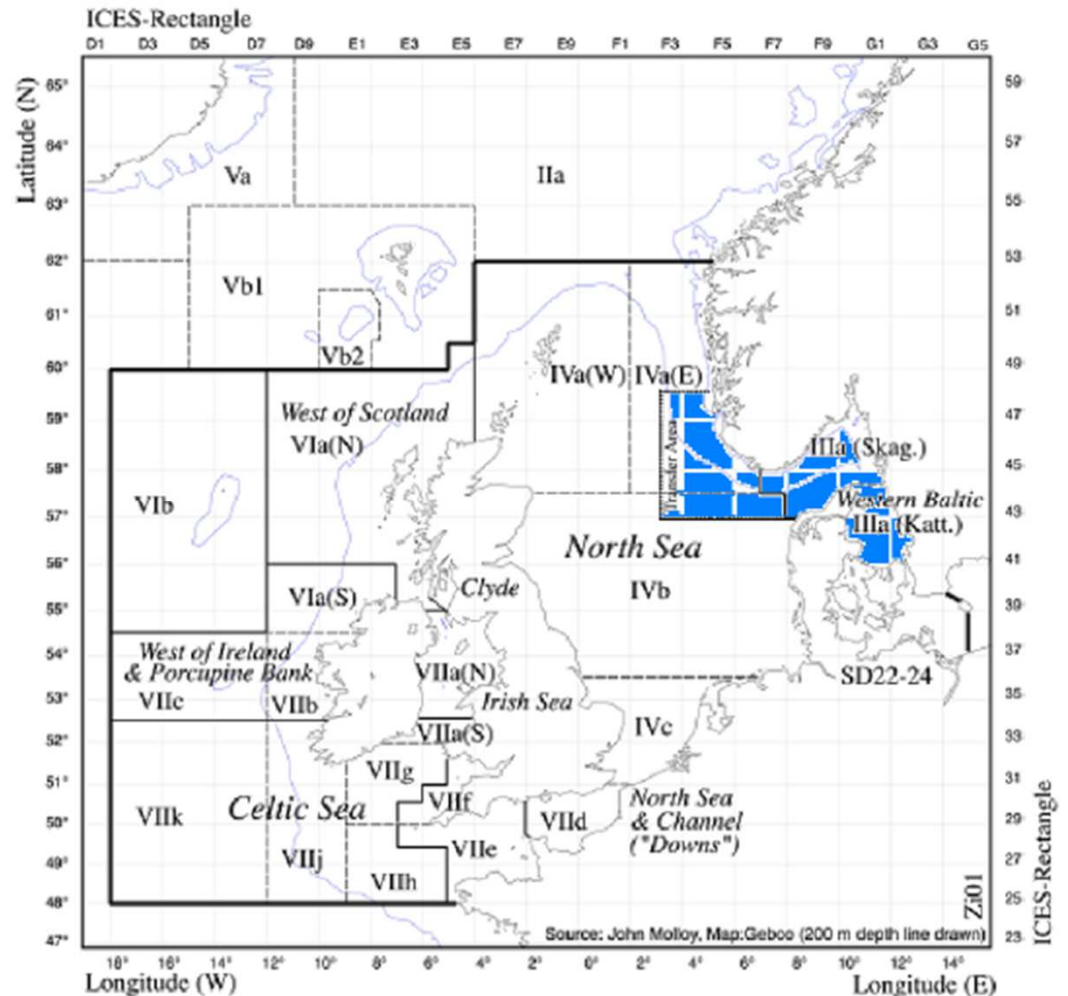 ICES-Rectangle
D1 D3 D5 D7 D9 E1 E3 E5 E7 E9 F1 F3 F5 F7 F9 G1 G3 G5
Latitude (N)
65°
64°
63°
62°
61°
60°
59°
58°
57°
56°
55°
54°
53°
52°
51°
50°
49°
48°
47°
59
57
55
53
51
49
47
45
43
41
39
37
35
33
31
29
27
25
23
ICES-Rectangle
Va
IIa
Vb1
Vb2
IVa(W)
IVa(E)
West of Scotland
VIa(N)
Transfer Area
IIIa (Skag.)
VIb
Western Baltic
IIIa (Katt.)
North Sea
IVb
Clyde
VIa(S)
West of Ireland
& Porcupine Bank
VIIc
VIIb
VIIa(N)
Irish Sea
VIIa(S)
SD22-24
IVc
VIIg
VIIf
Celtic Sea
VIIk
VIIj
VIIe
VIId
VIIh
North Sea
& Channel
("Downs")
Zi01
Source: John Molloy, Map:Geboo (200 m depth line drawn)
18° 16° 14° 12° 10° 8° 6° 4° 2° 0° 2° 4° 6° 8° 10° 12° 14°
Longitude (W)
Longitude (E)